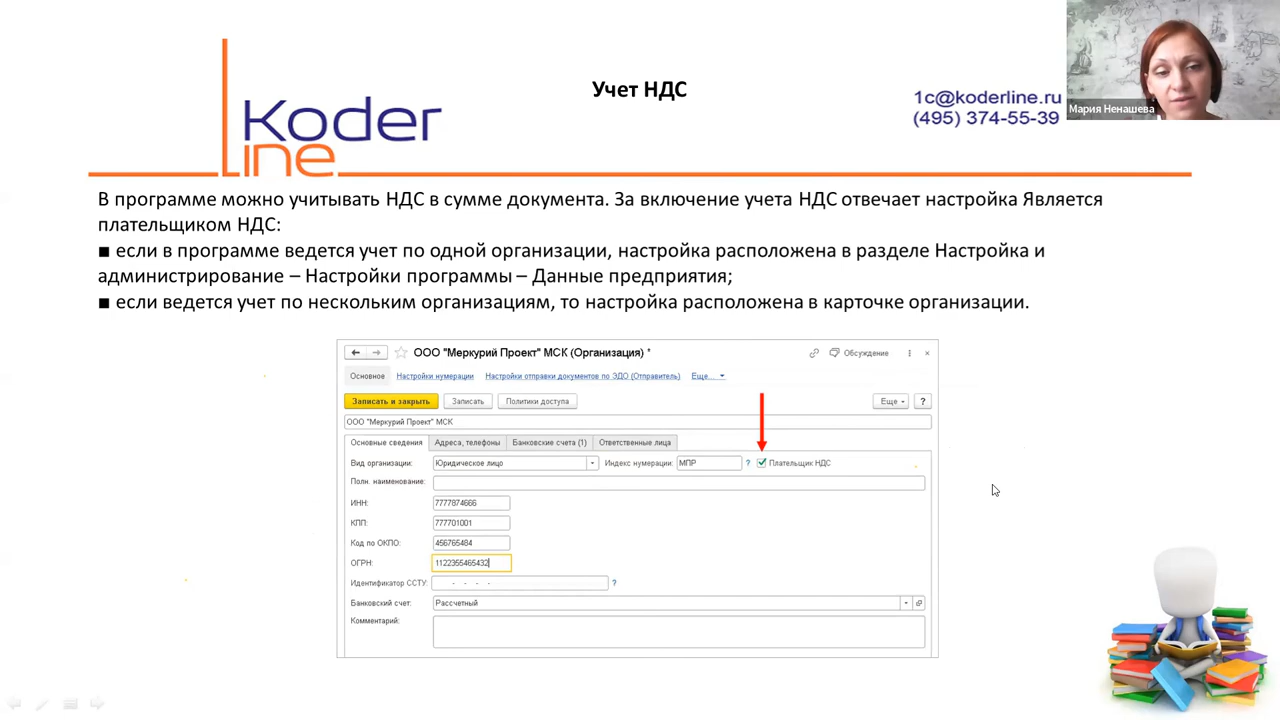 Учет НДС
Koder
line
1c@koderline.ru
(495) 374-55-39
Мария Ненашева
В программе можно учитывать НДС в сумме документа. За включение учета НДС отвечает настройка Является
плательщиком НДС:
■ если в программе ведется учет по одной организации, настройка расположена в разделе Настройка и
администрирование – Настройки программы – Данные предприятия;
■ если ведется учет по нескольким организациям, то настройка расположена в карточке организации.
ООО "Меркурий Проект" МСК (Организация) *
Обсуждение
Основное Настройки нумерации Настройки отправки документов по ЭДО (Отправитель) Еще...
Записать и закрыть Записать Политики доступа Еще ?
ООО "Меркурий Проект" МСК
Основные сведения Адреса, телефоны Банковские счета (1) Ответственные лица
Вид организации: Юридическое лицо Индекс нумерации: МПР ? Плательщик НДС
Полн. наименование:
ИНН: 7777874666
КПП: 777701001
Код по ОКПО: 456765484
ОГРН: 1122355465432
Идентификатор ССТУ: - - - - ?
Банковский счет: Рассчетный
Комментарий: